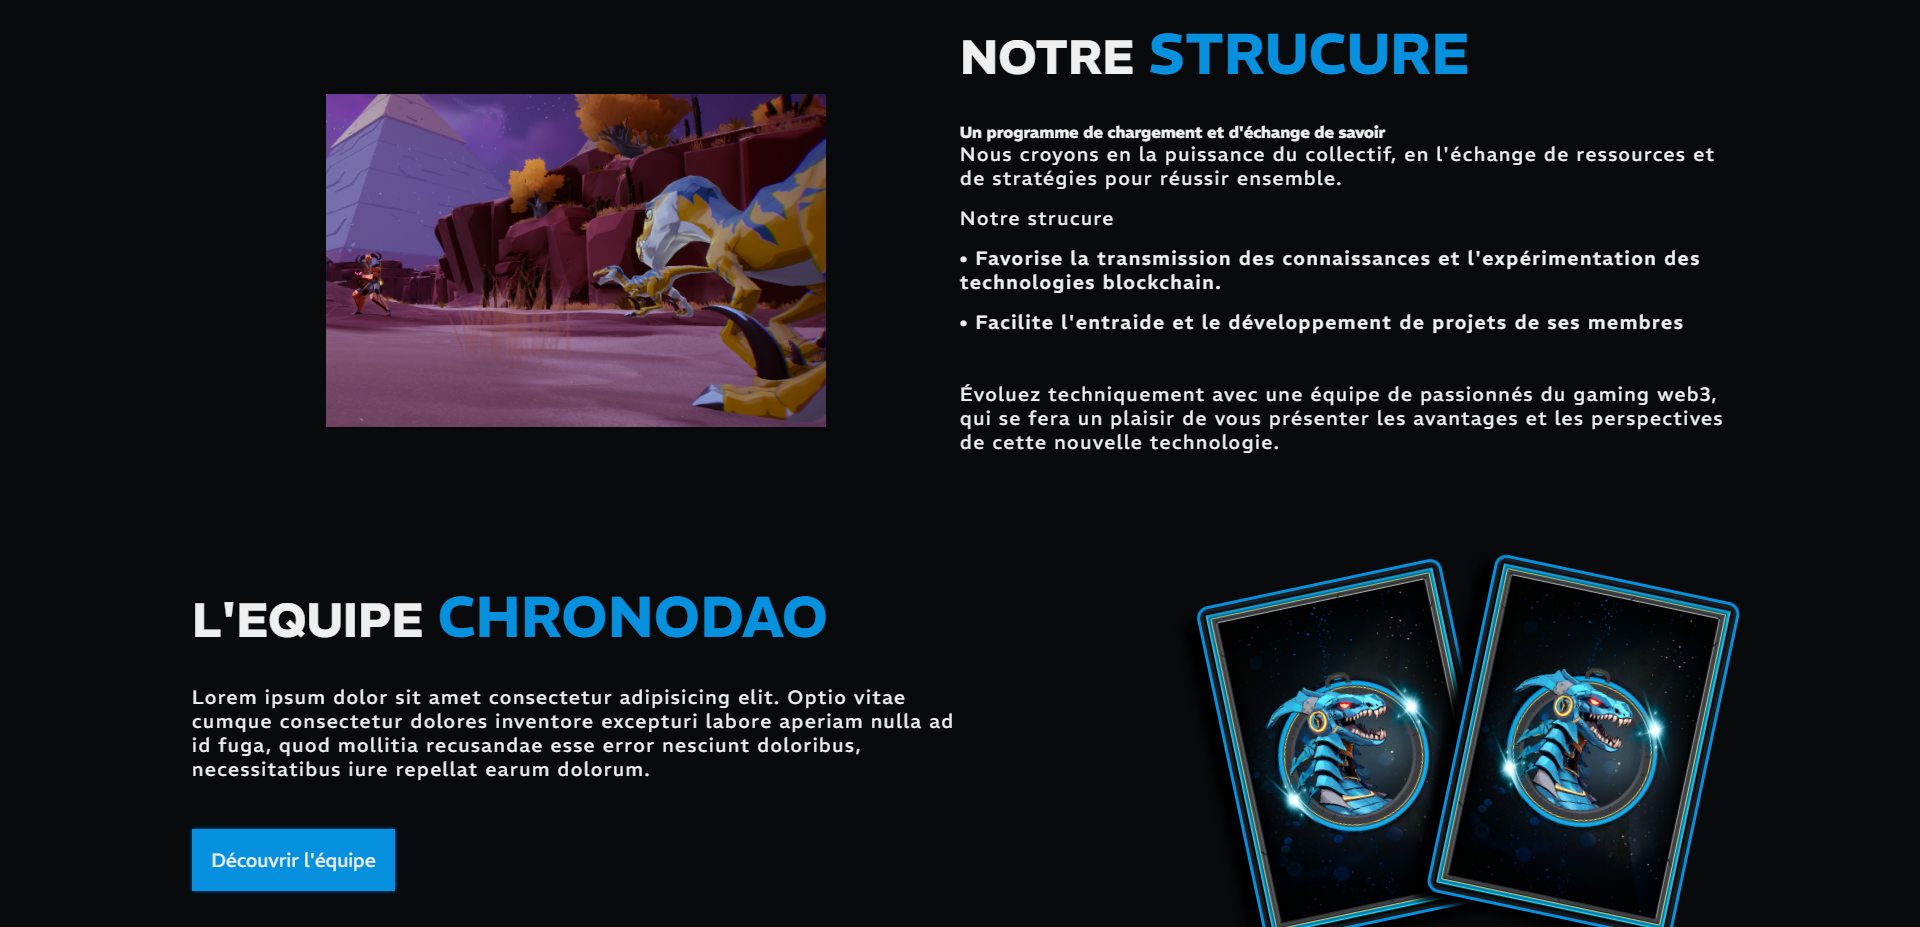 NOTRE STRUCURE
Un programme de chargement et d'échange de savoir
Nous croyons en la puissance du collectif, en l'échange de ressources et
de stratégies pour réussir ensemble.
Notre strucure
• Favorise la transmission des connaissances et l'expérimentation des
technologies blockchain.
• Facilite l'entraide et le développement de projets de ses membres
Évoluez techniquement avec une équipe de passionnés du gaming web3,
qui se fera un plaisir de vous présenter les avantages et les perspectives
de cette nouvelle technologie.
L'EQUIPE CHRONODAO
Lorem ipsum dolor sit amet consectetur adipisicing elit. Optio vitae
cumque consectetur dolores inventore excepturi labore aperiam nulla ad
id fuga, quod mollitia recusandae esse error nesciunt doloribus,
necessitatibus iure repellat earum dolorum.
Découvrir l'équipe